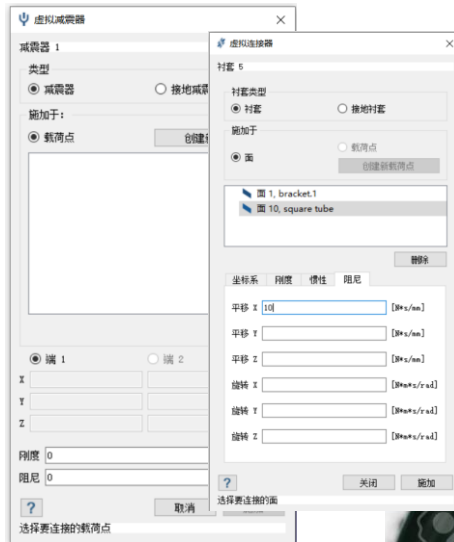 虚拟减震器
减震器 1
类型
减震器
接地减震
施加于:
载荷点
创建新
端 1
端 2
X
Y
Z
刚度 0
阻尼 0
?
取消
选择要连接的载荷点
虚拟连接器
衬套 5
衬套类型
衬套
接地衬套
施加于
载荷点
面
创建新载荷点
面 1, bracket.1
面 10, square tube
删除
坐标系 刚度 惯性 阻尼
平移 X 10 [N*s/mm]
平移 Y [N*s/mm]
平移 Z [N*s/mm]
旋转 X [N*m*s/rad]
旋转 Y [N*m*s/rad]
旋转 Z [N*m*s/rad]
?
关闭 施加
选择要连接的面